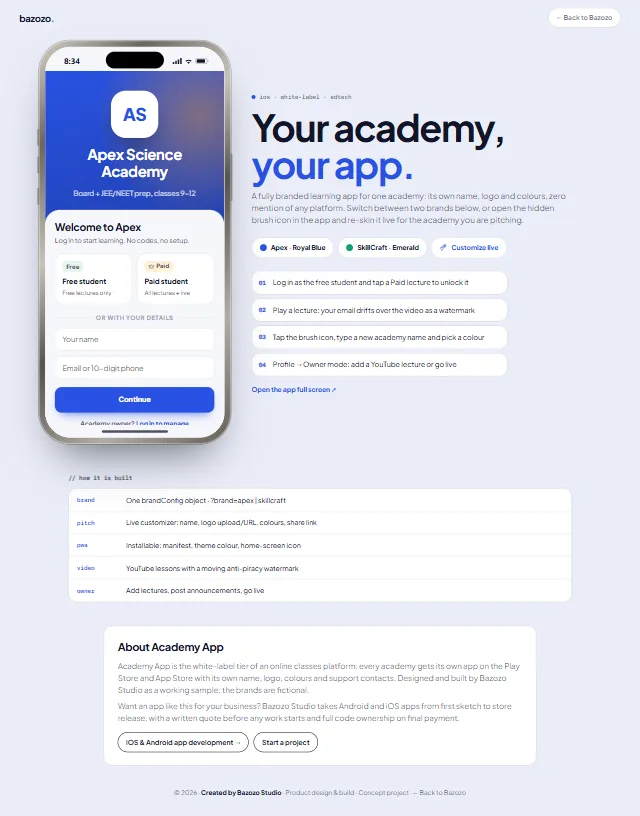 bazozo.
← Back to Bazozo
8:34
AS
Apex Science
Academy
Board + JEE/NEET prep, classes 9–12
Welcome to Apex
Log in to start learning. No codes, no setup.
Free
Free student
Free lectures only
Paid
Paid student
All lectures + live
OR WITH YOUR DETAILS
Your name
Email or 10-digit phone
Continue
Academy owner? Log in to manage
ios · white-label · edtech
Your academy,
your app.
A fully branded learning app for one academy: its own name, logo and colours, zero
mention of any platform. Switch between two brands below, or open the hidden
brush icon in the app and re-skin it live for the academy you are pitching.
Apex · Royal Blue
SkillCraft · Emerald
Customize live
01 Log in as the free student and tap a Paid lecture to unlock it
02 Play a lecture: your email drifts over the video as a watermark
03 Tap the brush icon, type a new academy name and pick a colour
04 Profile → Owner mode: add a YouTube lecture or go live
Open the app full screen ↗
// how it is built
brand One brandConfig object · ?brand=apex | skillcraft
pitch Live customizer: name, logo upload/URL, colours, share link
pwa Installable: manifest, theme colour, home-screen icon
video YouTube lessons with a moving anti-piracy watermark
owner Add lectures, post announcements, go live
About Academy App
Academy App is the white-label tier of an online classes platform: every academy gets its own app on the Play
Store and App Store with its own name, logo, colours and support contacts. Designed and built by Bazozo
Studio as a working sample; the brands are fictional.
Want an app like this for your business? Bazozo Studio takes Android and iOS apps from first sketch to store
release, with a written quote before any work starts and full code ownership on final payment.
iOS & Android app development →
Start a project
© 2026 · Created by Bazozo Studio · Product design & build · Concept project · ← Back to Bazozo